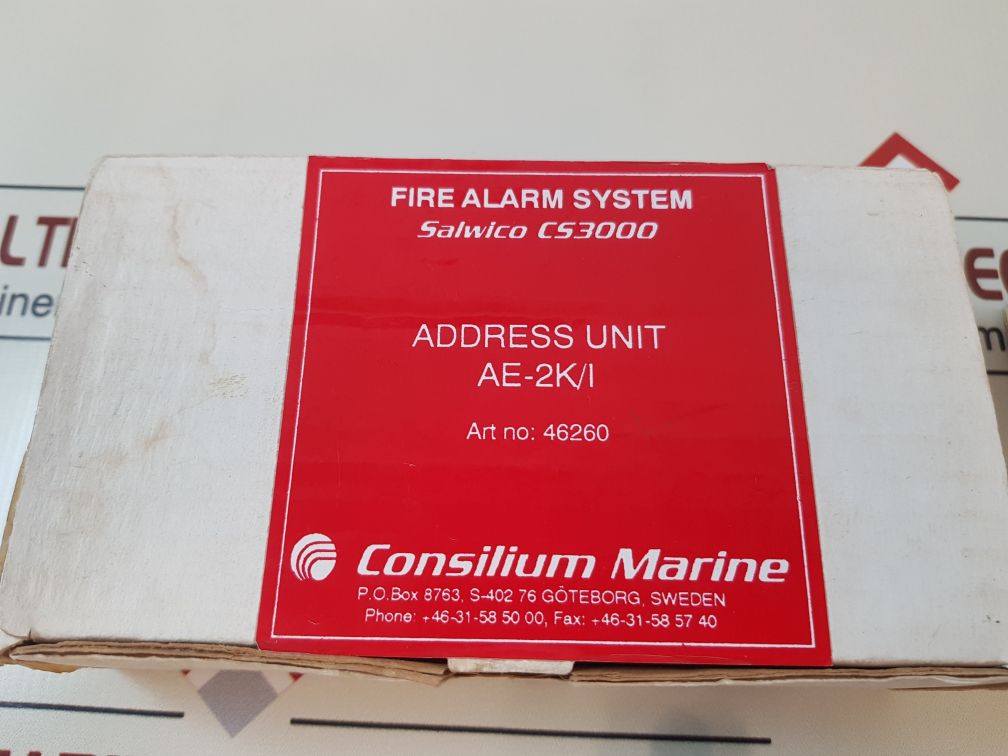 FIRE ALARM SYSTEM
Salwico CS3000
ADDRESS UNIT
AE-2K/I
Art no: 46260
Consilium Marine
P.O.Box 8763, S-402 76 GÖTEBORG, SWEDEN
Phone: +46-31-58 50 00, Fax: +46-31-58 57 40